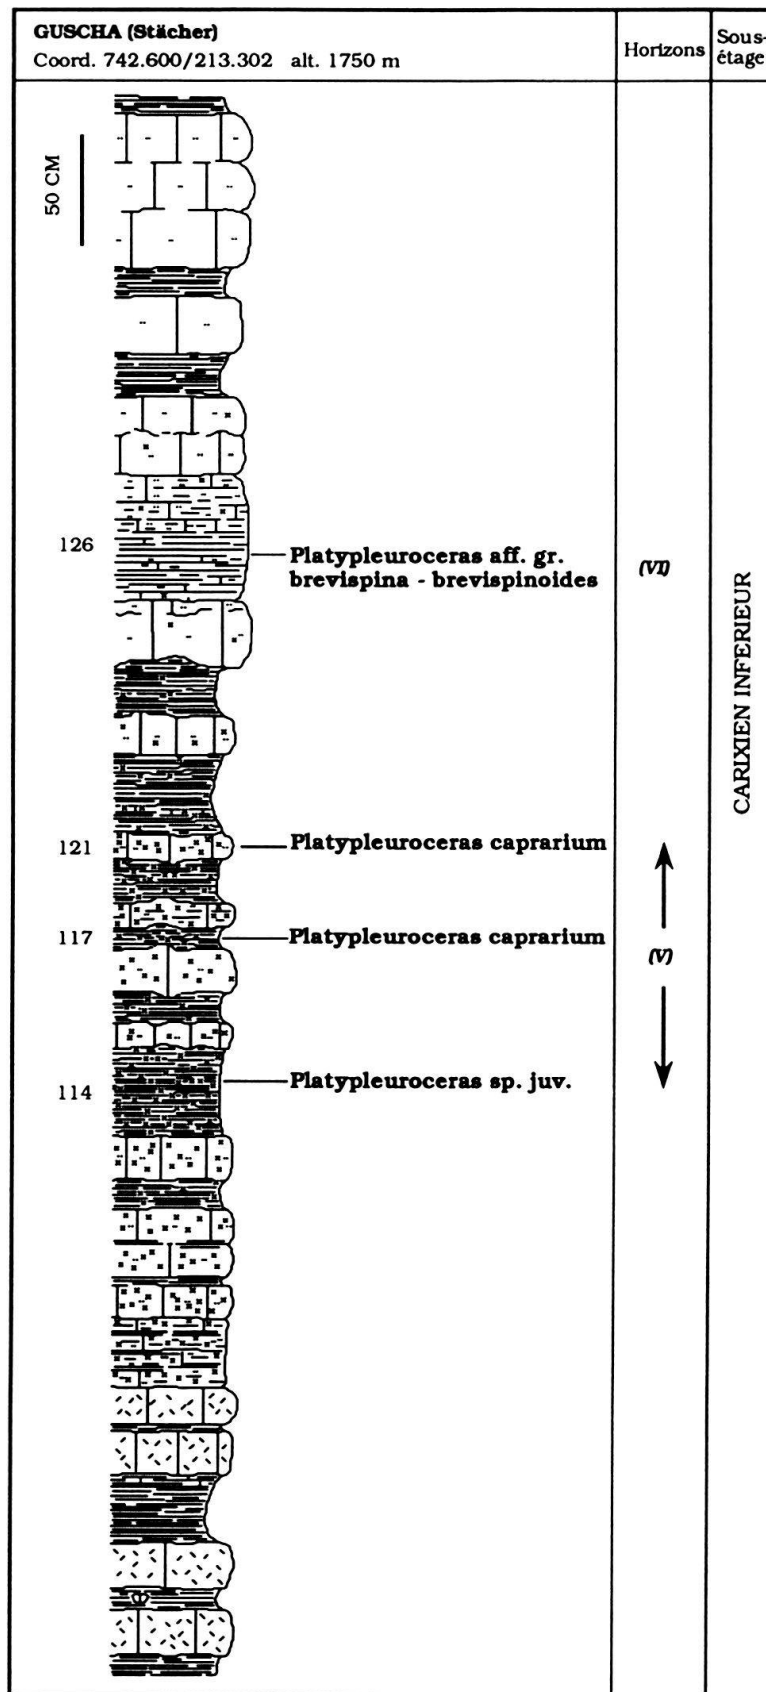 GUSCHA (Stächer)
Coord. 742.600/213.302 alt. 1750 m
Horizons
Sous-
étage
50 CM
126
Platypleuroceras aff. gr.
brevispina - brevispinoides
(VI)
CARIXIEN INFERIEUR
121
Platypleuroceras caprarium
117
Platypleuroceras caprarium
(V)
114
Platypleuroceras sp. juv.